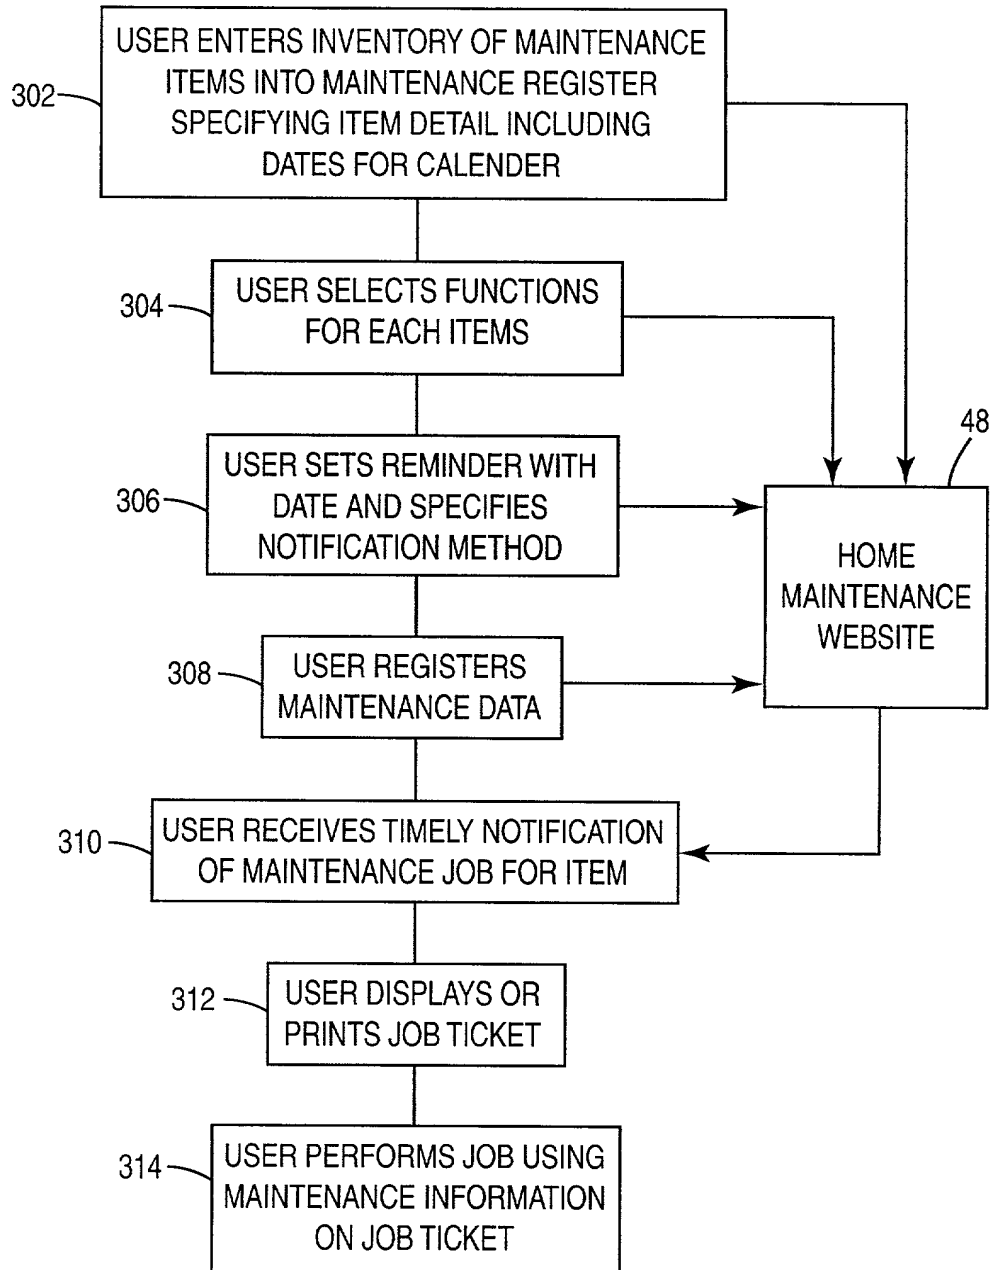 USER ENTERS INVENTORY OF MAINTENANCE
ITEMS INTO MAINTENANCE REGISTER
SPECIFYING ITEM DETAIL INCLUDING
DATES FOR CALENDER
302
USER SELECTS FUNCTIONS
FOR EACH ITEMS
304
USER SETS REMINDER WITH
DATE AND SPECIFIES
NOTIFICATION METHOD
306
48
HOME
MAINTENANCE
WEBSITE
USER REGISTERS
MAINTENANCE DATA
308
USER RECEIVES TIMELY NOTIFICATION
OF MAINTENANCE JOB FOR ITEM
310
USER DISPLAYS OR
PRINTS JOB TICKET
312
USER PERFORMS JOB USING
MAINTENANCE INFORMATION
ON JOB TICKET
314